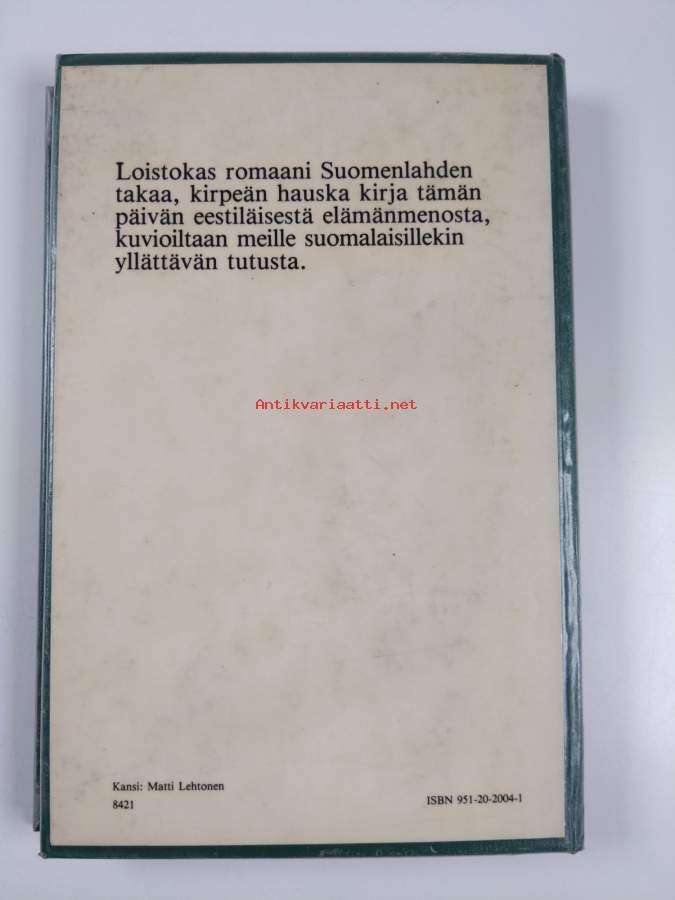 Loistokas romaani Suomenlahden
takaa, kirpeän hauska kirja tämän
päivän eestiläisestä elämänmenosta,
kuvioiltaan meille suomalaisillekin
yllättävän tutusta.
Antikvariaatti.net
Kansi: Matti Lehtonen
8421
ISBN 951-20-2004-1